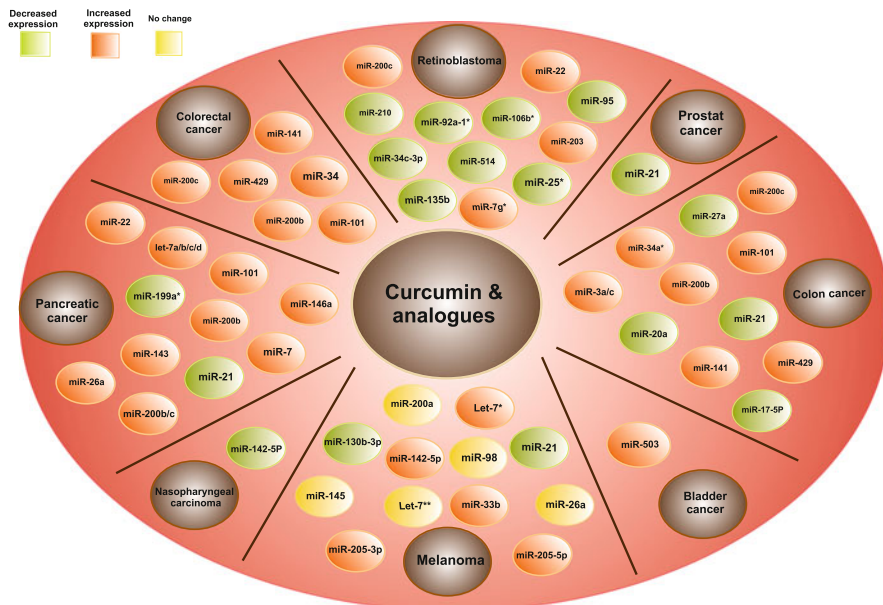 Decreased
expression
Increased
expression
No change
Retinoblastoma
miR-200c
miR-22
miR-95
miR-210
miR-92a-1*
miR-106b*
miR-203
miR-34c-3p
miR-514
miR-25*
miR-135b
miR-7g*
Prostat
cancer
miR-21
Colorectal
cancer
miR-141
miR-200c
miR-429
miR-34
miR-200b
miR-101
Colon cancer
miR-200c
miR-27a
miR-34a*
miR-101
miR-3a/c
miR-200b
miR-20a
miR-21
miR-141
miR-429
miR-17-5P
Pancreatic
cancer
miR-22
let-7a/b/c/d
miR-101
miR-199a*
miR-146a
miR-200b
miR-143
miR-7
miR-26a
miR-21
miR-200b/c
Curcumin &
analogues
Nasopharyngeal
carcinoma
miR-142-5P
Melanoma
miR-200a
Let-7*
miR-130b-3p
miR-142-5p
miR-98
miR-21
miR-145
Let-7**
miR-33b
miR-26a
miR-205-3p
miR-205-5p
Bladder
cancer
miR-503